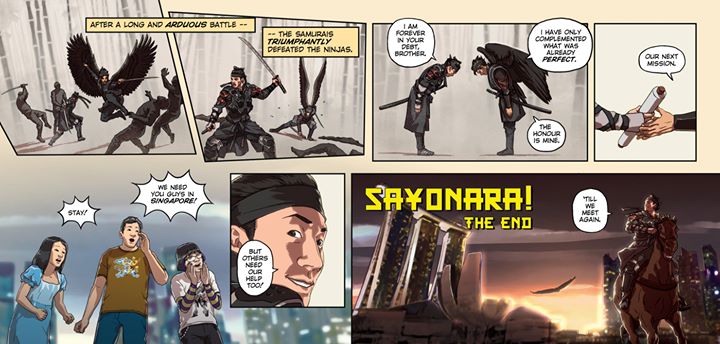 AFTER A LONG AND ARDUOUS BATTLE --
-- THE SAMURAIS
TRIUMPHANTLY
DEFEATED THE NINJAS.
I AM
FOREVER
IN YOUR
DEBT,
BROTHER.
I HAVE ONLY
COMPLEMENTED
WHAT WAS
ALREADY
PERFECT.
THE
HONOUR
IS MINE.
OUR NEXT
MISSION.
STAY!
WE NEED
YOU GUYS IN
SINGAPORE!
BUT
OTHERS
NEED
OUR
HELP
TOO!
SAYONARA!
THE END
'TILL
WE
MEET
AGAIN.